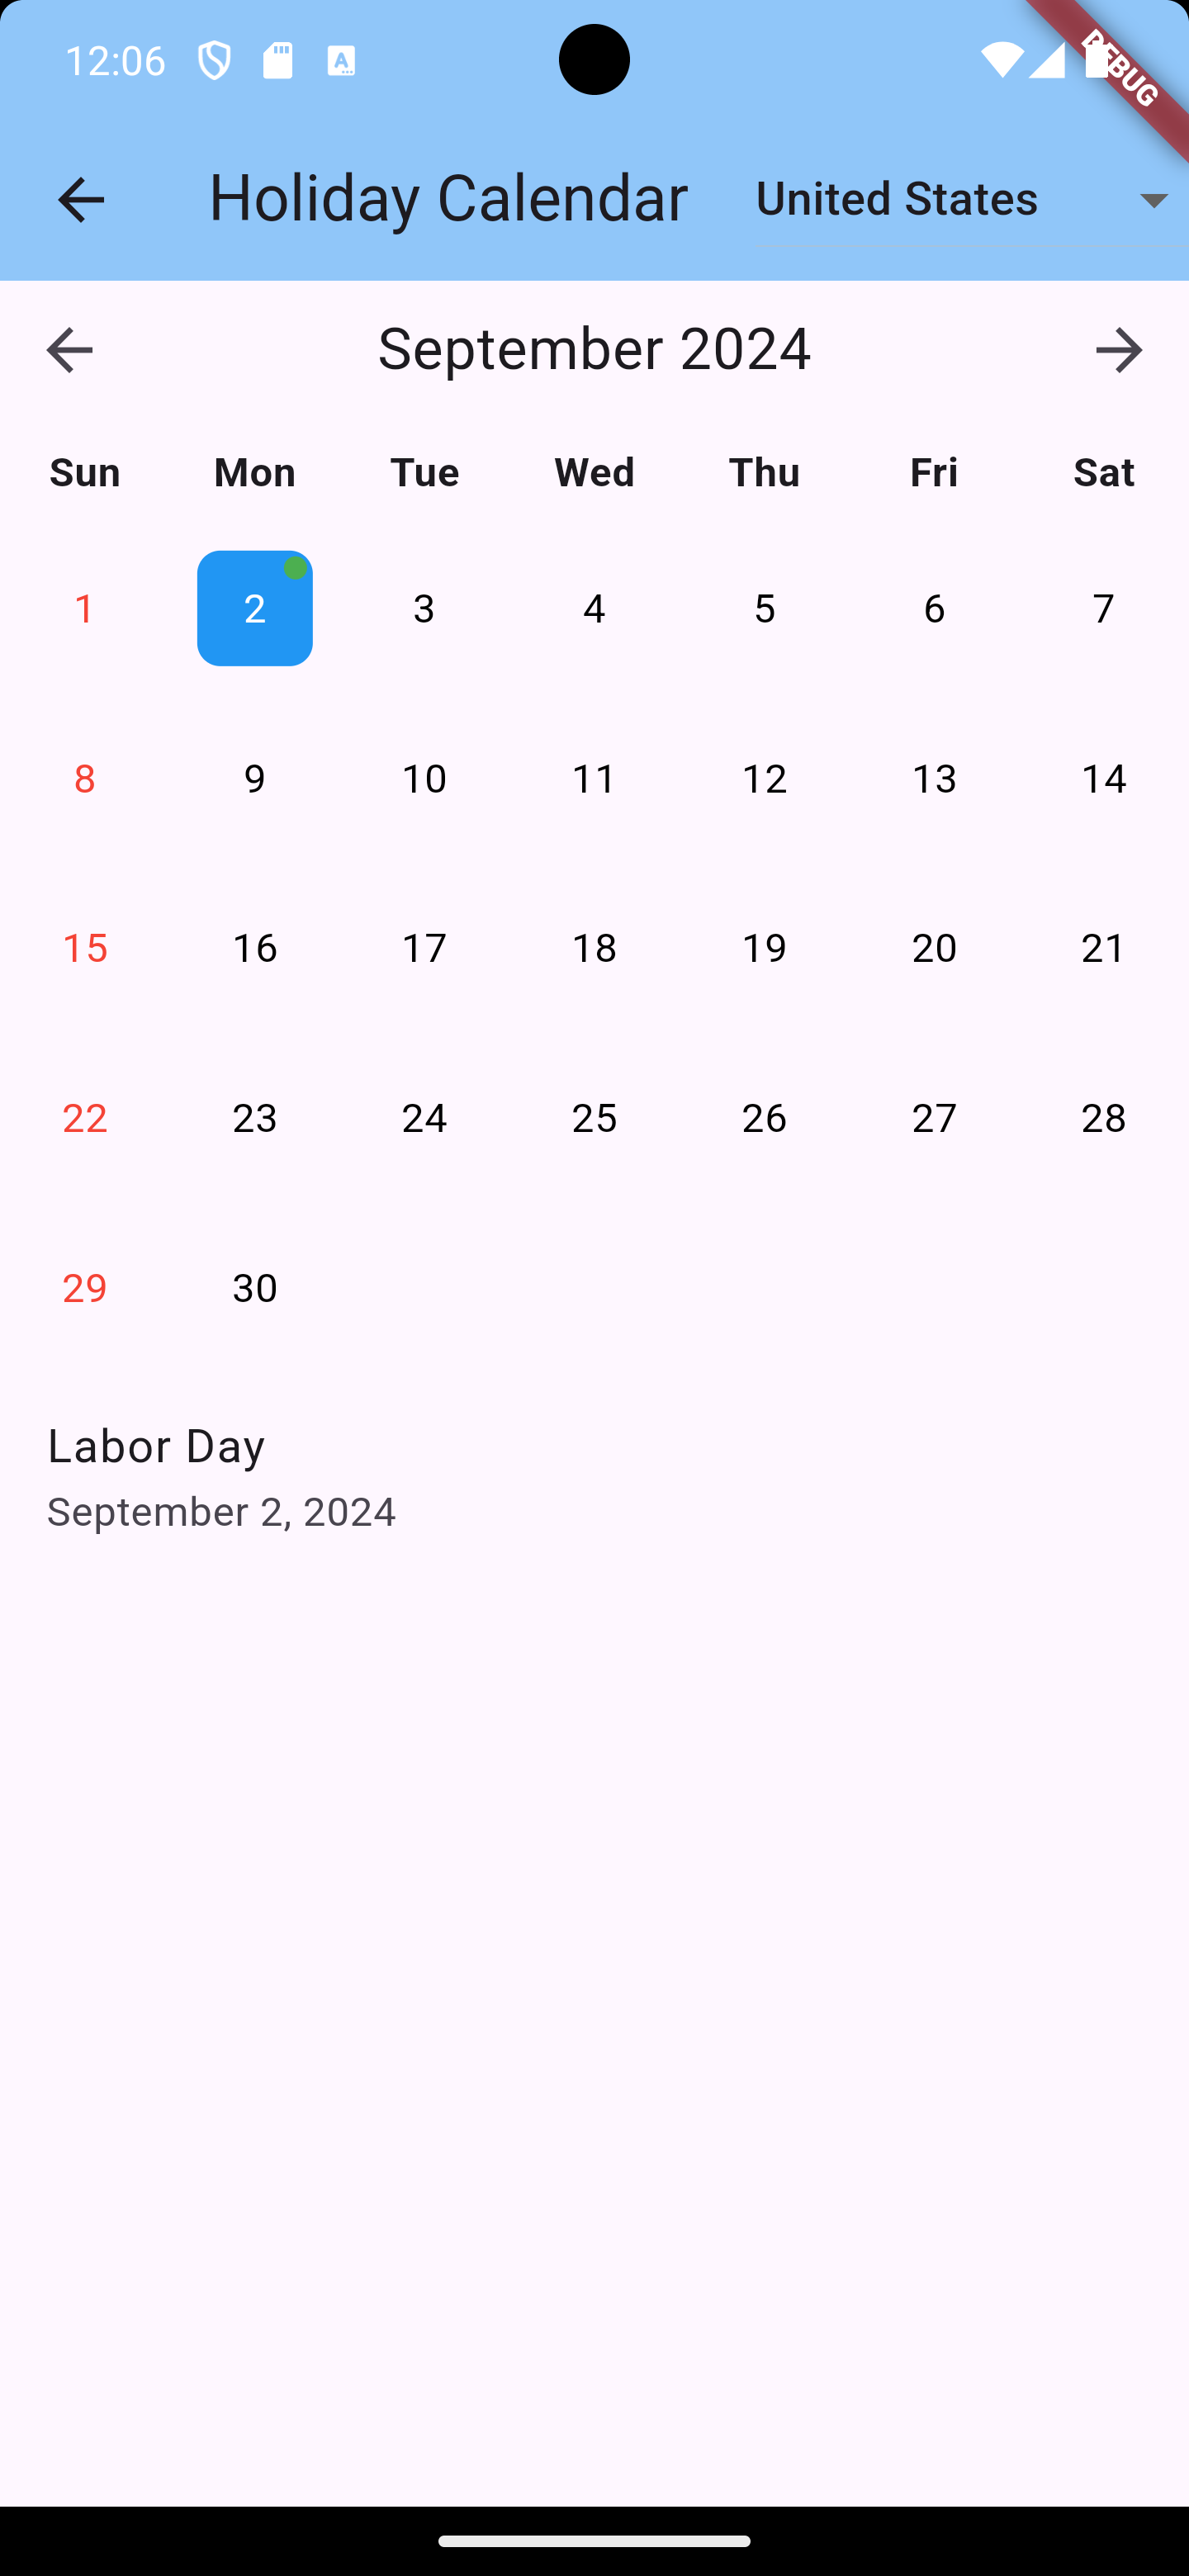 12:06
DEBUG
Holiday Calendar United States
September 2024
Sun Mon Tue Wed Thu Fri Sat
1 2 3 4 5 6 7
8 9 10 11 12 13 14
15 16 17 18 19 20 21
22 23 24 25 26 27 28
29 30
Labor Day
September 2, 2024